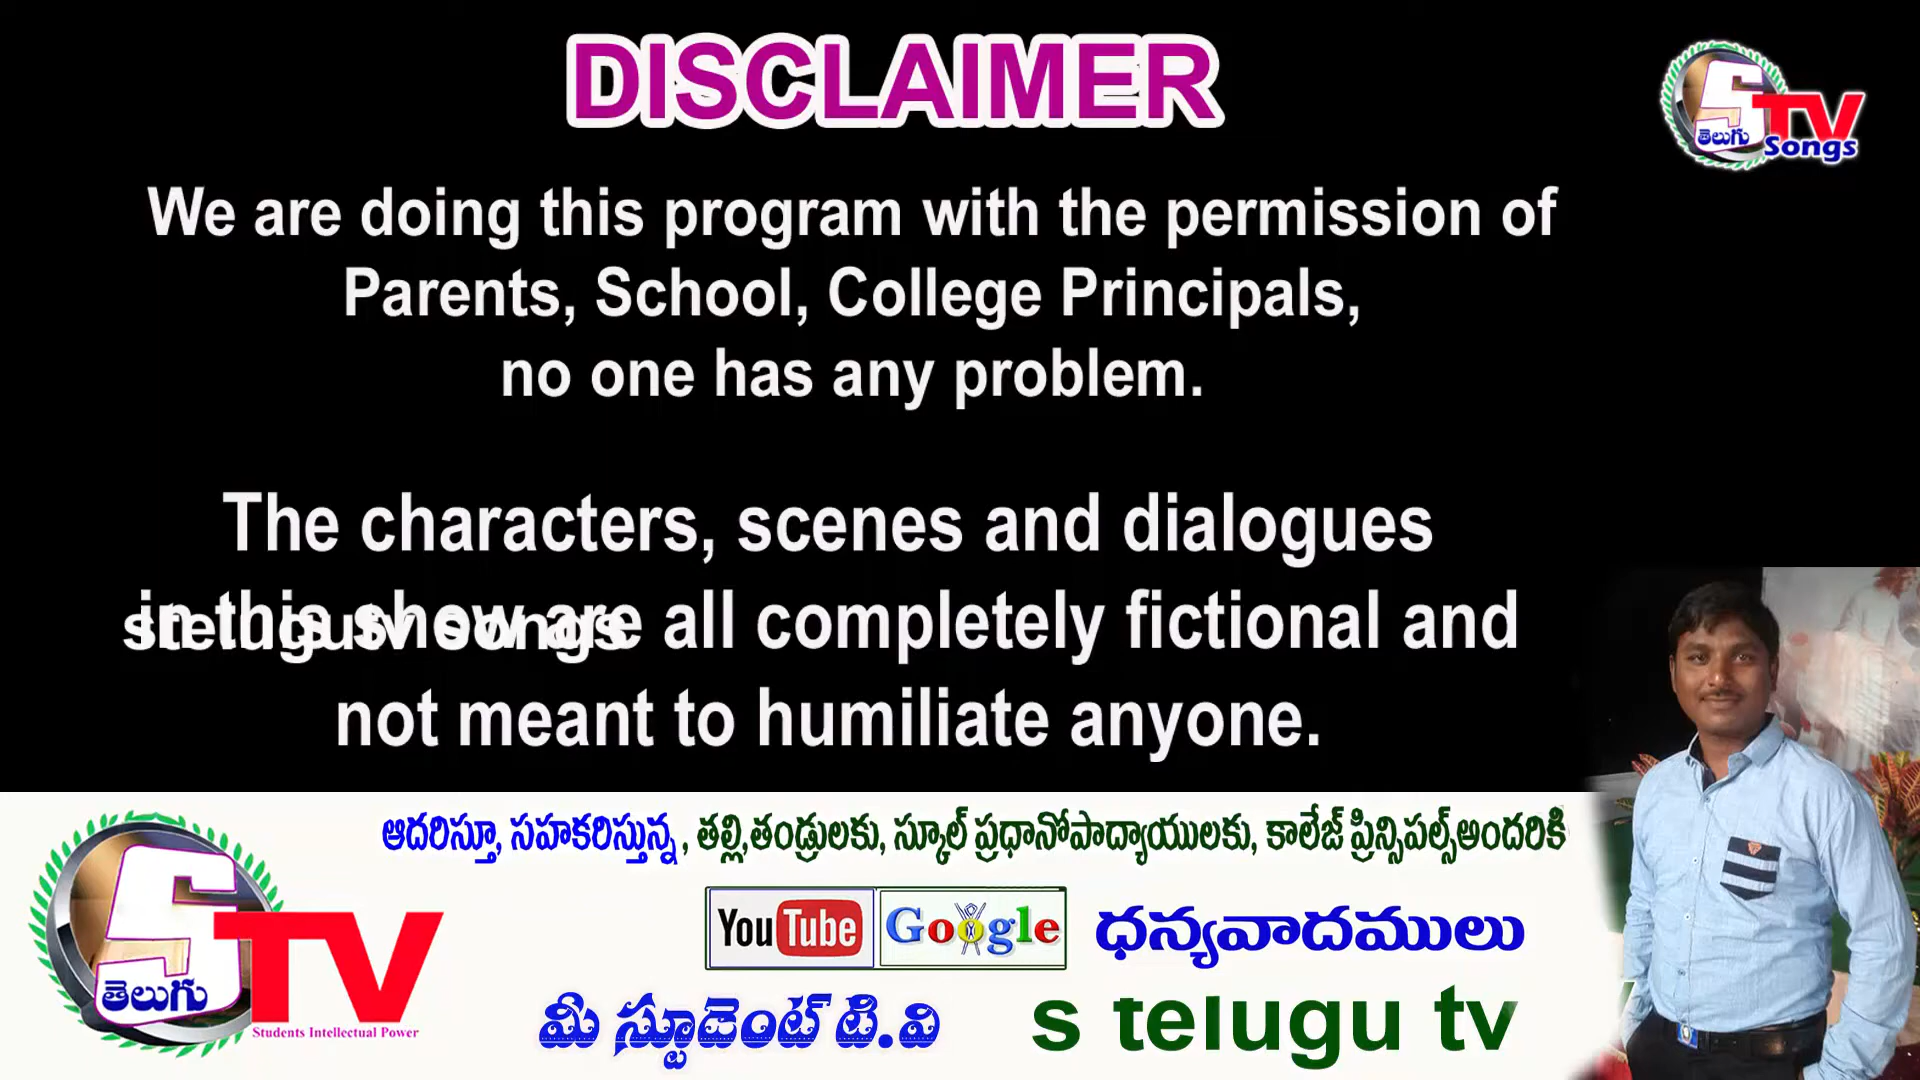 DISCLAIMER
S TV
తెలుగు
Songs
We are doing this program with the permission of
Parents, School, College Principals,
no one has any problem.
The characters, scenes and dialogues
in this show are all completely fictional and
stelugutv songs
not meant to humiliate anyone.
ఆదరిస్తూ, సహకరిస్తున్న, తల్లి,తండ్రులకు, స్కూల్ ప్రధానోపాధ్యాయులకు, కాలేజ్ ప్రిన్సిపల్స్అందరికి
YouTube Google ధన్యవాదములు
S TV
తెలుగు
Students Intellectual Power
మీ స్టూడెంట్ టి.వి s telugu tv